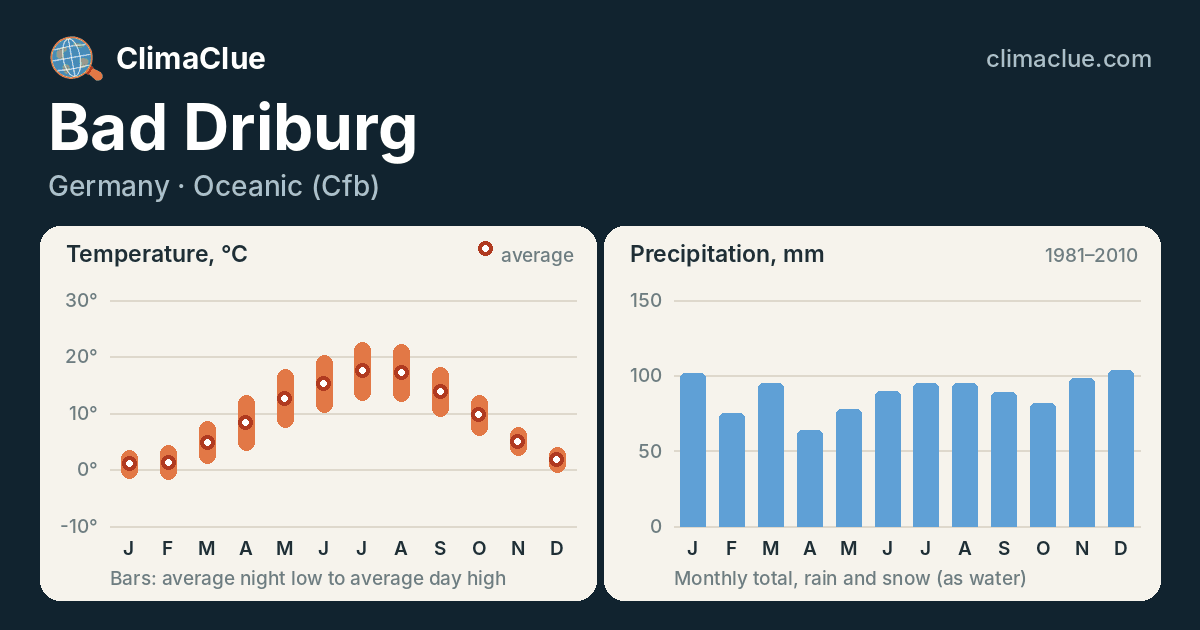 ClimaClue
climaclue.com
Bad Driburg
Germany · Oceanic (Cfb)
Temperature, °C
average
30°
20°
10°
0°
-10°
J F M A M J J A S O N D
Bars: average night low to average day high
Precipitation, mm
1981–2010
150
100
50
0
J F M A M J J A S O N D
Monthly total, rain and snow (as water)